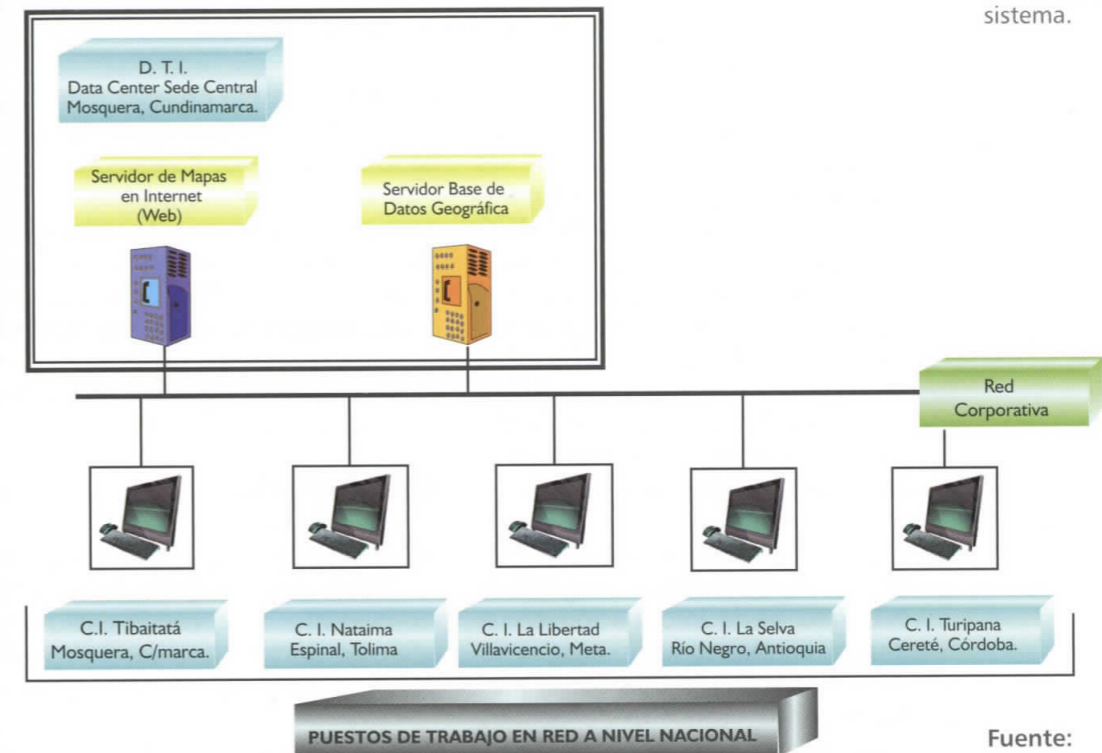 sistema.
D. T. I.
Data Center Sede Central
Mosquera, Cundinamarca.
Servidor de Mapas
en Internet
(Web)
Servidor Base de
Datos Geográfica
Red
Corporativa
C.I. Tibaitatá
Mosquera, C/marca.
C. I. Nataima
Espinal, Tolima
C. I. La Libertad
Villavicencio, Meta.
C. I. La Selva
Río Negro, Antioquia
C. I. Turipana
Cereté, Córdoba.
PUESTOS DE TRABAJO EN RED A NIVEL NACIONAL
Fuente: